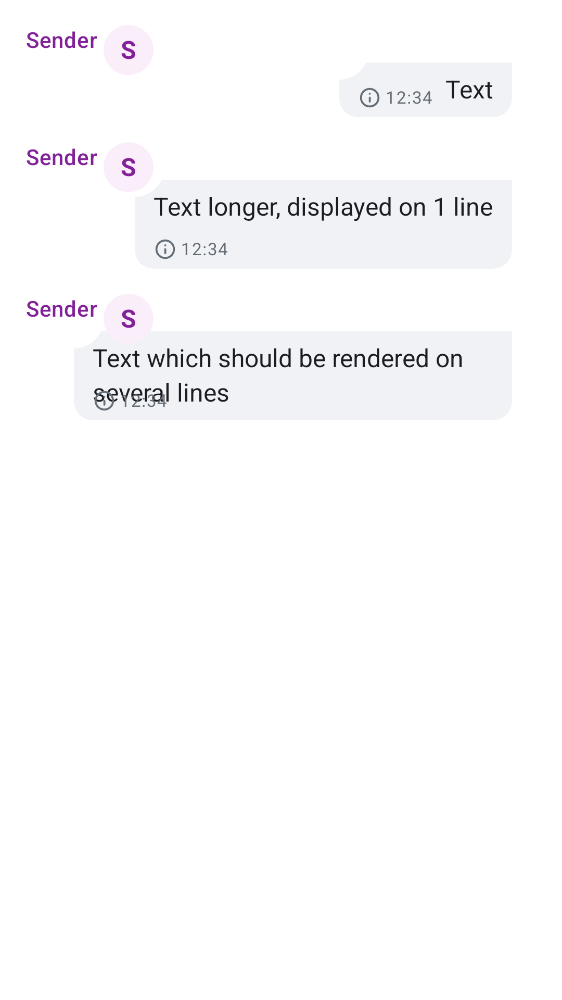 Sender S
12:34 Text
Sender S
Text longer, displayed on 1 line
12:34
Sender S
Text which should be rendered on
several lines
12:34